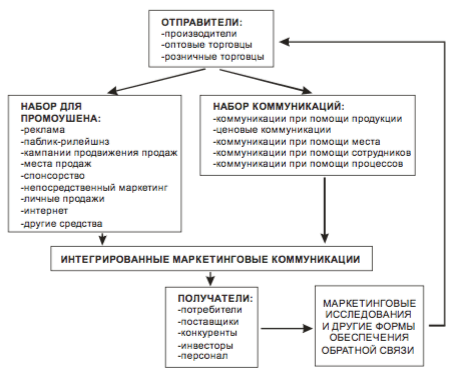 ОТПРАВИТЕЛИ:
-производители
-оптовые торговцы
-розничные торговцы
НАБОР ДЛЯ
ПРОМОУШЕНА:
-реклама
-паблик-рилейшнз
-кампании продвижения продаж
-места продаж
-спонсорство
-непосредственный маркетинг
-личные продажи
-интернет
-другие средства
НАБОР КОММУНИКАЦИЙ:
-коммуникации при помощи продукции
-ценовые коммуникации
-коммуникации при помощи места
-коммуникации при помощи сотрудников
-коммуникации при помощи процессов
ИНТЕГРИРОВАННЫЕ МАРКЕТИНГОВЫЕ КОММУНИКАЦИИ
ПОЛУЧАТЕЛИ:
-потребители
-поставщики
-конкуренты
-инвесторы
-персонал
МАРКЕТИНГОВЫЕ
ИССЛЕДОВАНИЯ
И ДРУГИЕ ФОРМЫ
ОБЕСПЕЧЕНИЯ
ОБРАТНОЙ СВЯЗИ